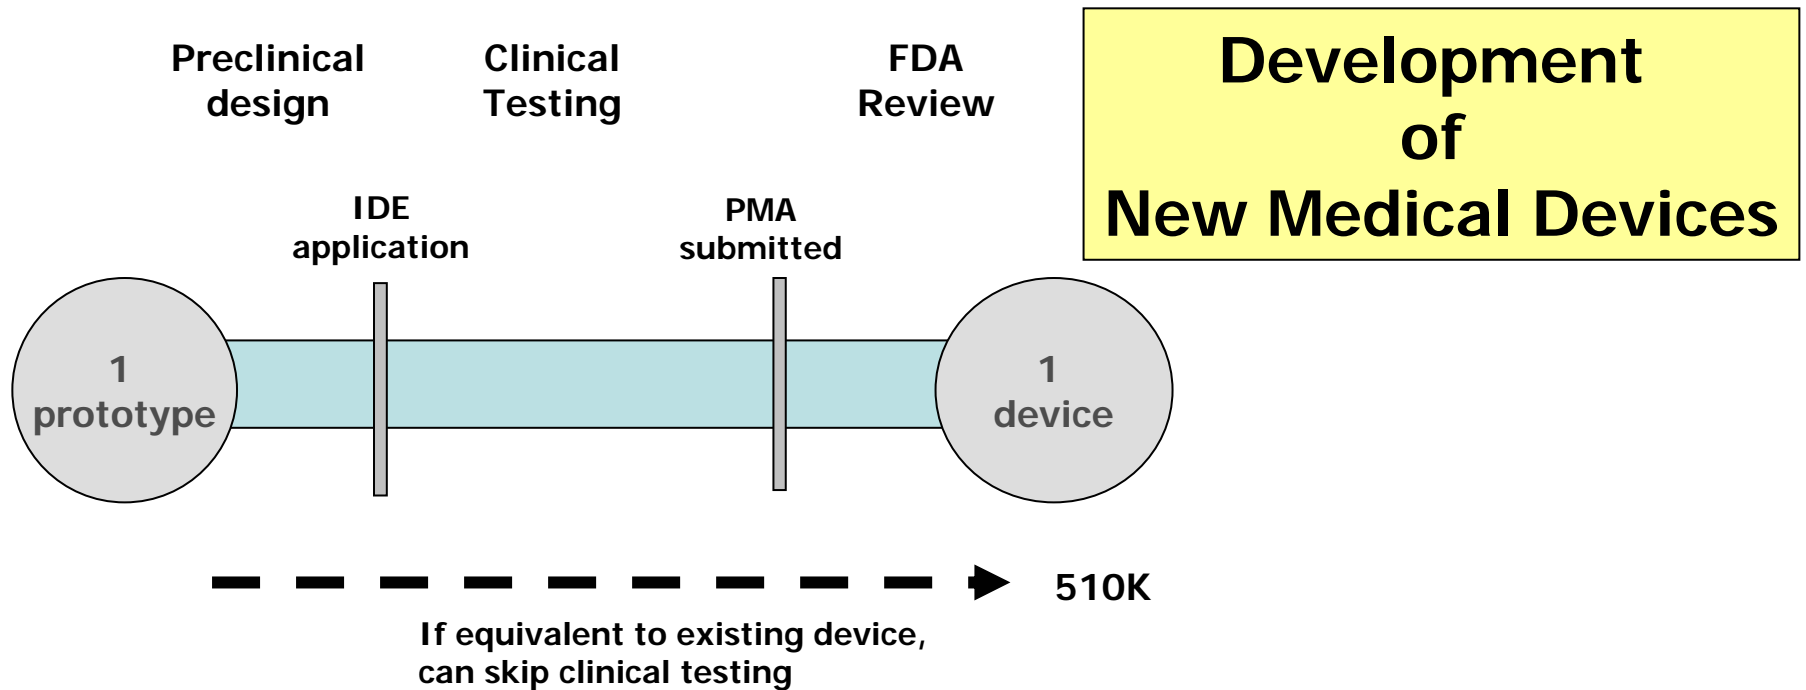 Preclinical
design
Clinical
Testing
FDA
Review
Development
of
New Medical Devices
IDE
application
PMA
submitted
1
prototype
1
device
510K
If equivalent to existing device,
can skip clinical testing